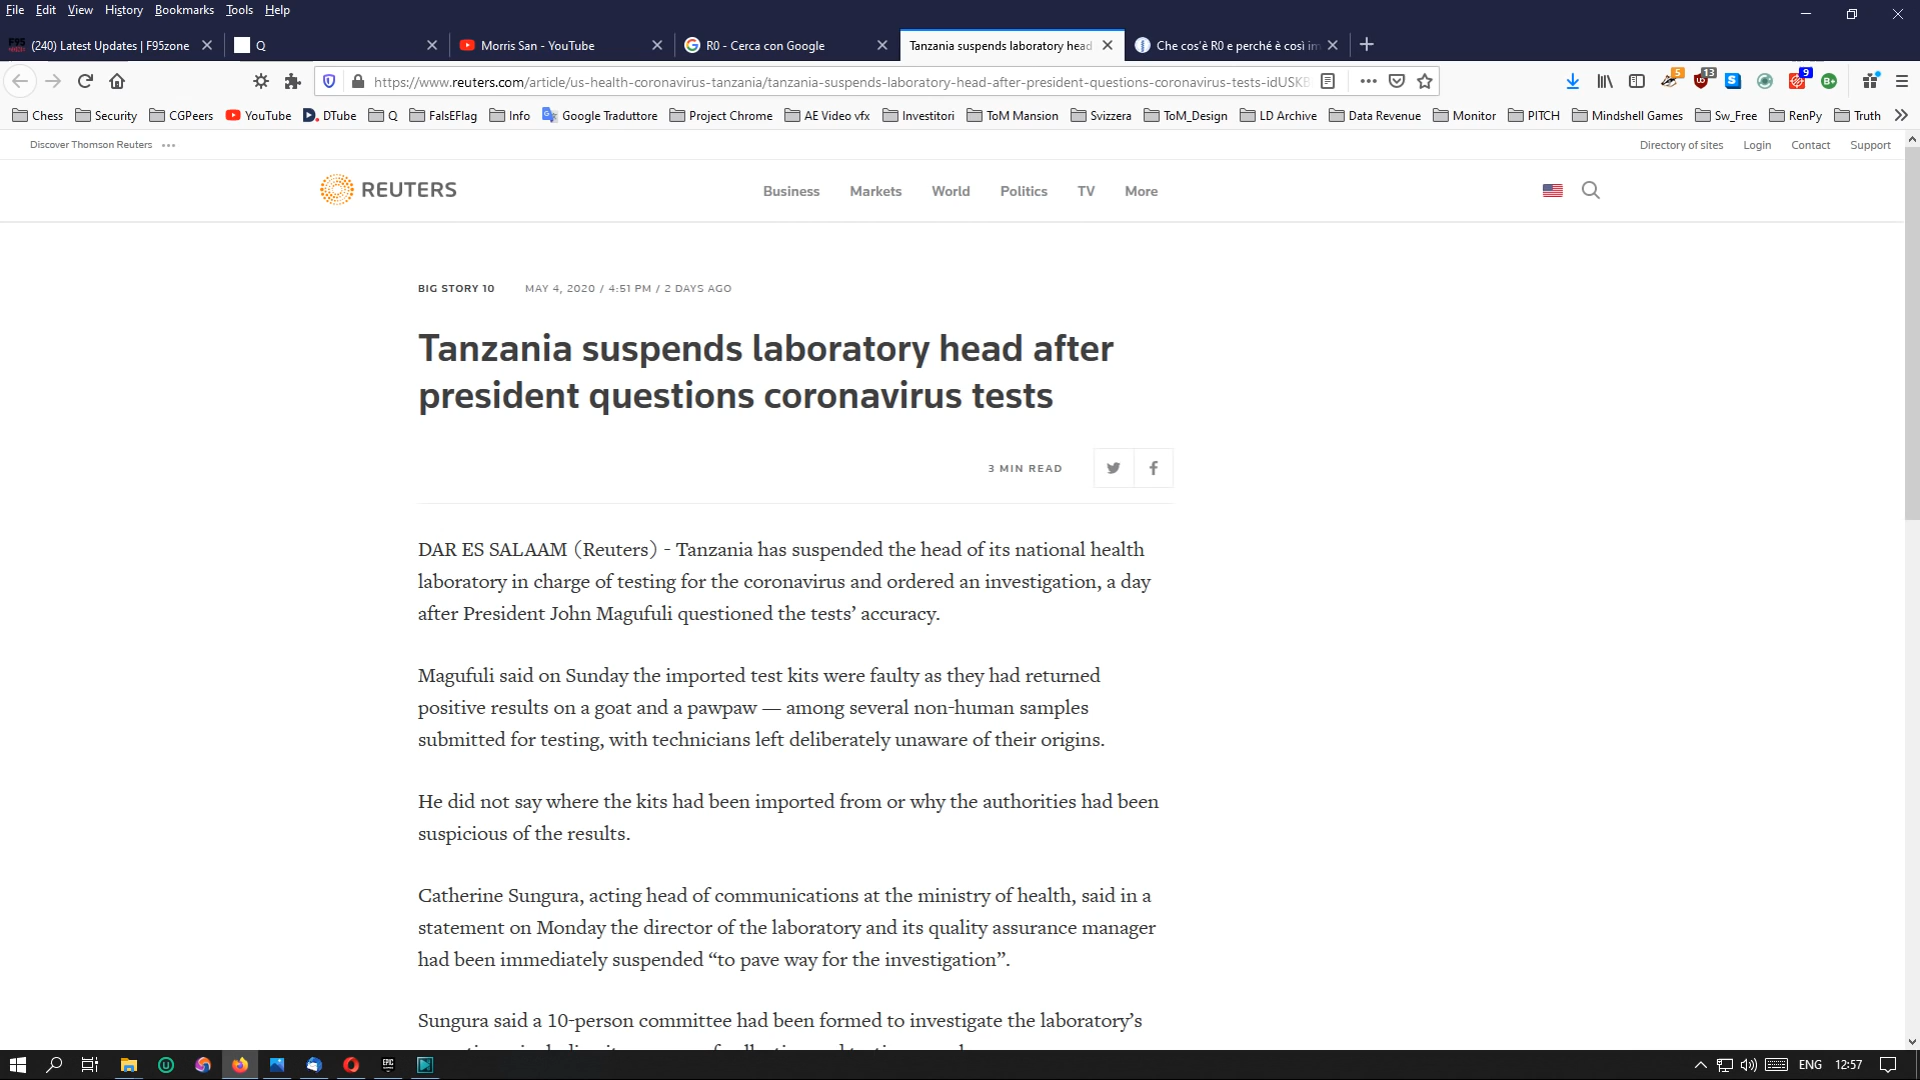 File Edit View History Bookmarks Tools Help
(240) Latest Updates | F95zone
Q
Morris San - YouTube
R0 - Cerca con Google
Tanzania suspends laboratory head
Che cos'è R0 e perché è così im
https://www.reuters.com/article/us-health-coronavirus-tanzania/tanzania-suspends-laboratory-head-after-president-questions-coronavirus-tests-idUSKB
5 13 9
Chess Security CGPeers YouTube DTube Q FalsEFlag Info Google Traduttore Project Chrome AE Video vfx Investitori ToM Mansion Svizzera ToM_Design LD Archive Data Revenue Monitor PITCH Mindshell Games Sw_Free RenPy Truth
Discover Thomson Reuters
Directory of sites Login Contact Support
REUTERS
Business Markets World Politics TV More
BIG STORY 10 MAY 4, 2020 / 4:51 PM / 2 DAYS AGO
Tanzania suspends laboratory head after
president questions coronavirus tests
3 MIN READ
DAR ES SALAAM (Reuters) - Tanzania has suspended the head of its national health
laboratory in charge of testing for the coronavirus and ordered an investigation, a day
after President John Magufuli questioned the tests’ accuracy.
Magufuli said on Sunday the imported test kits were faulty as they had returned
positive results on a goat and a pawpaw — among several non-human samples
submitted for testing, with technicians left deliberately unaware of their origins.
He did not say where the kits had been imported from or why the authorities had been
suspicious of the results.
Catherine Sungura, acting head of communications at the ministry of health, said in a
statement on Monday the director of the laboratory and its quality assurance manager
had been immediately suspended “to pave way for the investigation”.
Sungura said a 10-person committee had been formed to investigate the laboratory’s
ENG 12:57